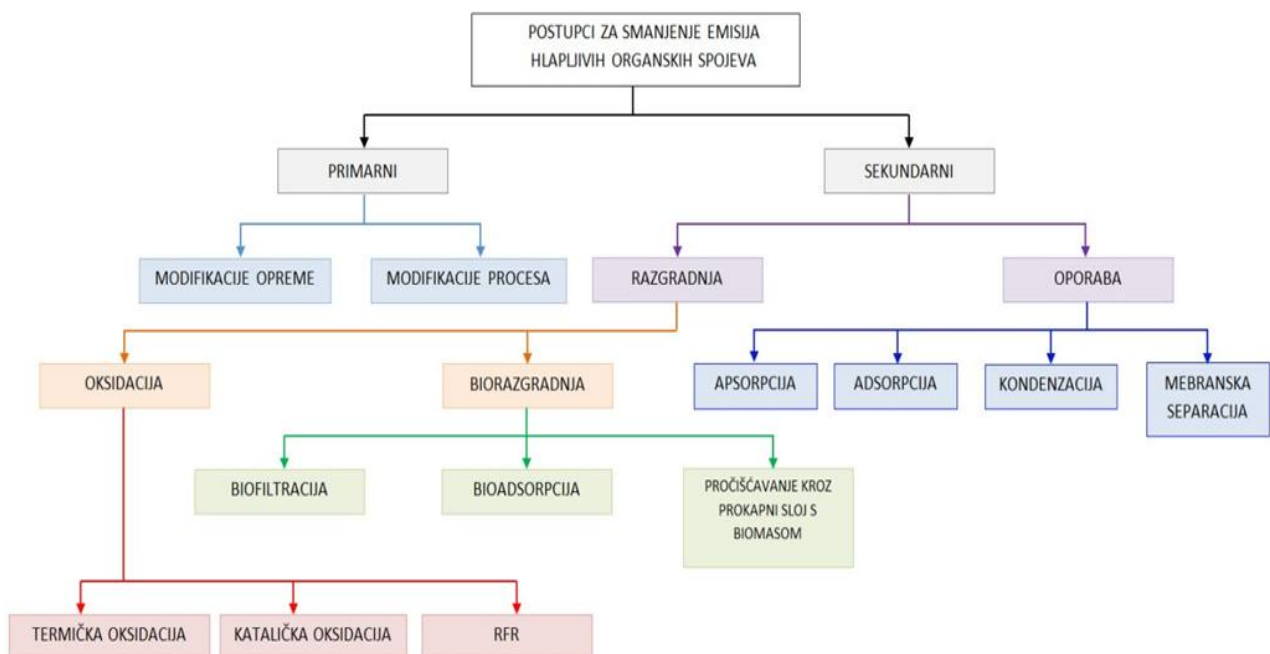 POSTUPCI ZA SMANJENJE EMISIJA
HLAPLJIVIH ORGANSKIH SPOJEVA
PRIMARNI
SEKUNDARNI
MODIFIKACIJE OPREME
MODIFIKACIJE PROCESA
RAZGRADNJA
OPORABA
OKSIDACIJA
BIORAZGRADNJA
APSORPCIJA
ADSORPCIJA
KONDENZACIJA
MEBRANSKA
SEPARACIJA
BIOFILTRACIJA
BIOADSORPCIJA
PROČIŠĆAVANJE KROZ
PROKAPNI SLOJ S
BIOMASOM
TERMIČKA OKSIDACIJA
KATALIČKA OKSIDACIJA
RFR